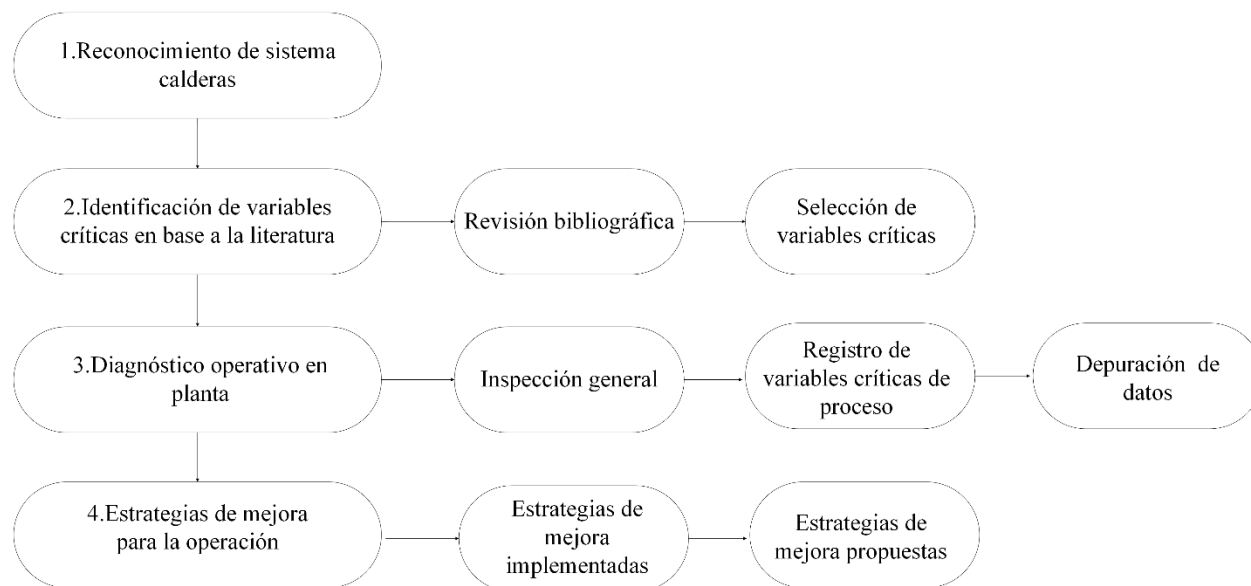 1.Reconocimiento de sistema
calderas
2.Identificación de variables
críticas en base a la literatura
Revisión bibliográfica
Selección de
variables críticas
3.Diagnóstico operativo en
planta
Inspección general
Registro de
variables críticas de
proceso
Depuración de
datos
4.Estrategias de mejora
para la operación
Estrategias de
mejora
implementadas
Estrategias de
mejora propuestas